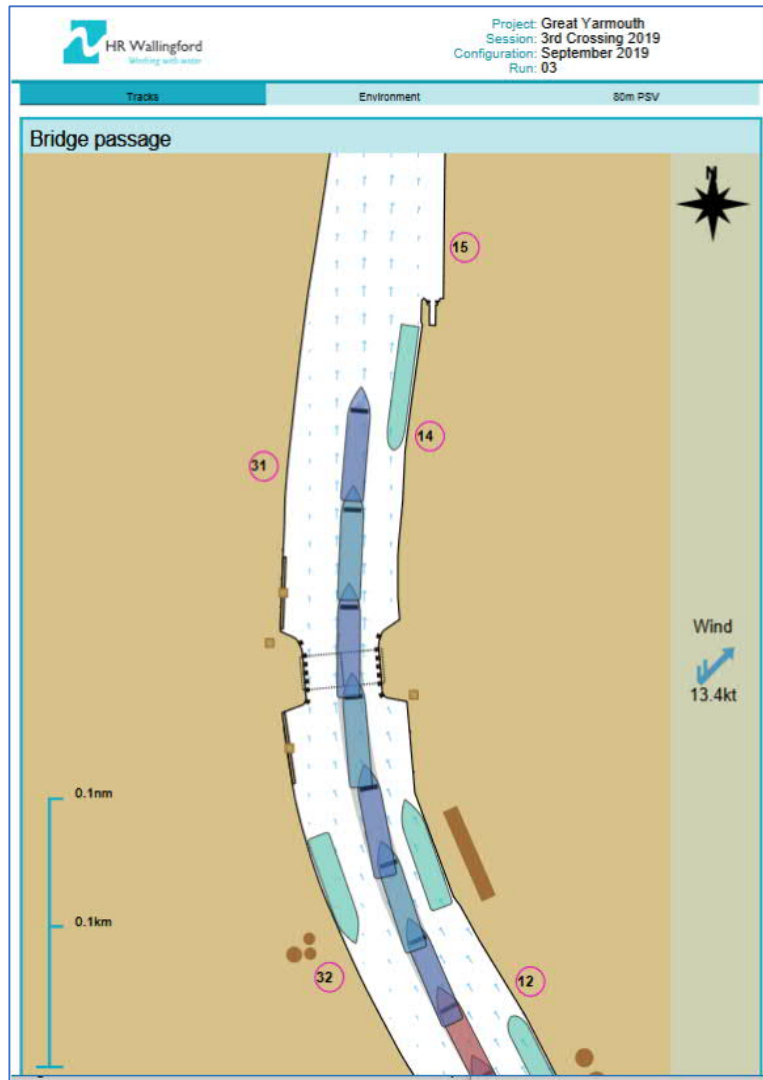 HR Wallingford
Working with water
Project: Great Yarmouth
Session: 3rd Crossing 2019
Configuration: September 2019
Run: 03
Tracks
Environment
80m PSV
Bridge passage
N
15
14
31
Wind
13.4kt
0.1nm
0.1km
32
12